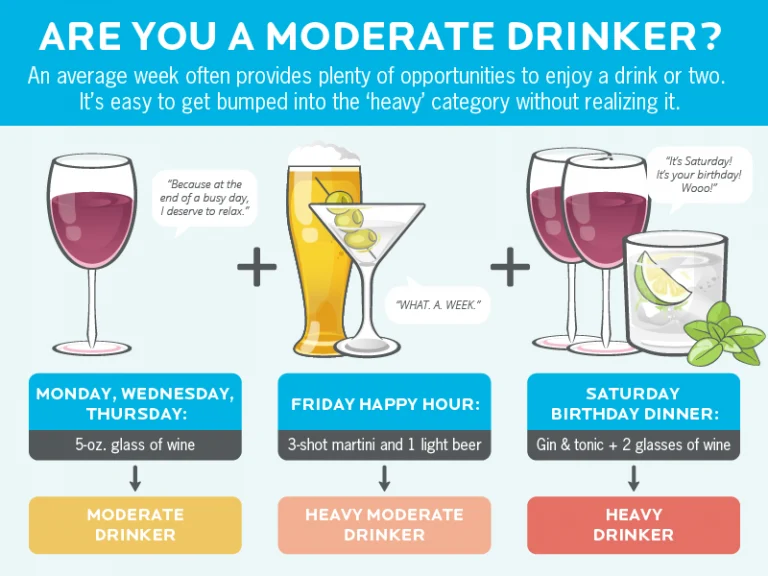 ARE YOU A MODERATE DRINKER?
An average week often provides plenty of opportunities to enjoy a drink or two.
It's easy to get bumped into the ‘heavy’ category without realizing it.
“Because at the
end of a busy day,
I deserve to relax.”
+
“WHAT. A. WEEK.”
+
“It's Saturday!
It's your birthday!
Wooo!”
MONDAY, WEDNESDAY,
THURSDAY:
5-oz. glass of wine
MODERATE
DRINKER
FRIDAY HAPPY HOUR:
3-shot martini and 1 light beer
HEAVY MODERATE
DRINKER
SATURDAY
BIRTHDAY DINNER:
Gin & tonic + 2 glasses of wine
HEAVY
DRINKER